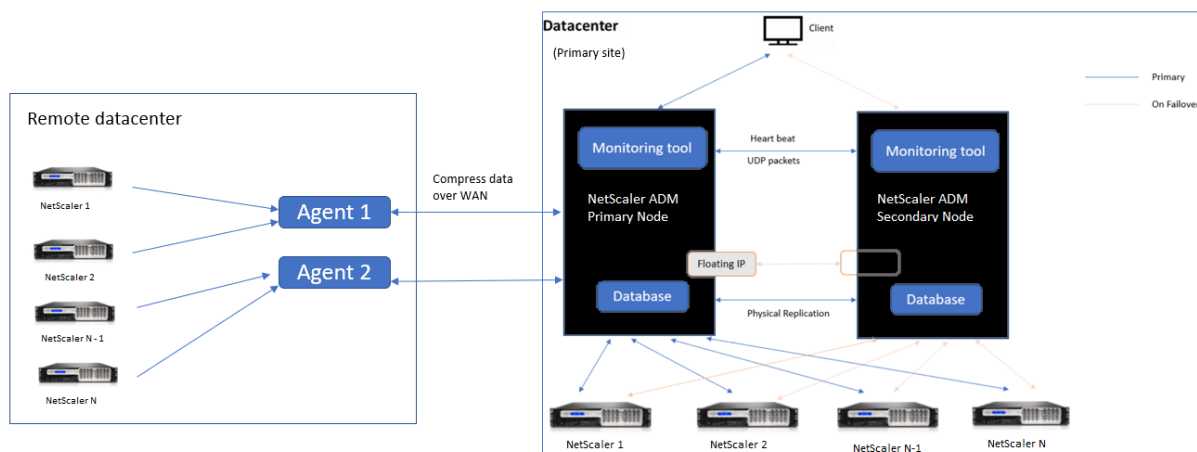 Remote datacenter
NetScaler 1
NetScaler 2
NetScaler N - 1
NetScaler N
Agent 1
Agent 2
Compress data
over WAN
Datacenter
(Primary site)
Client
Primary
On Failover
Monitoring tool
NetScaler ADM
Primary Node
Floating IP
Database
Heart beat
UDP packets
Physical Replication
Monitoring tool
NetScaler ADM
Secondary Node
Database
NetScaler 1
NetScaler 2
NetScaler N-1
NetScaler N